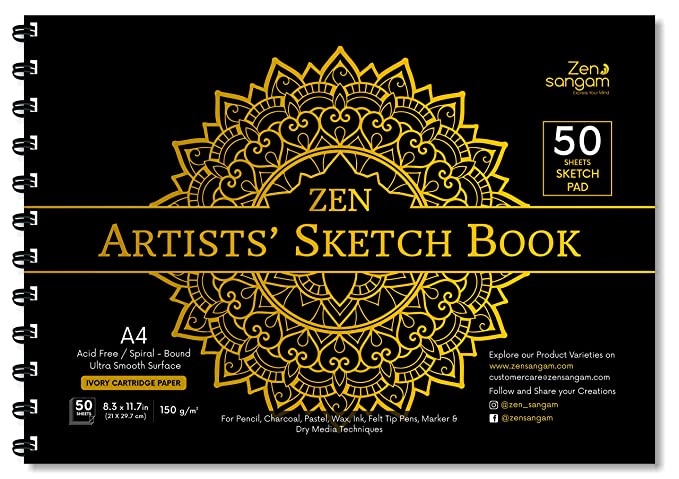 Zen
sangam
Express Your Mind
50
SHEETS
SKETCH
PAD
ZEN
ARTISTS' SKETCH BOOK
A4
Acid Free / Spiral - Bound
Ultra Smooth Surface
IVORY CARTRIDGE PAPER
50
SHEETS
8.3 x 11.7in
(21 X 29.7 cm)
150 g/m²
For Pencil, Charcoal, Pastel, Wax, Ink, Felt Tip Pens, Marker &
Dry Media Techniques
Explore our Product Varieties on
www.zensangam.com
customercare@zensangam.com
Follow and Share your Creations
@zen_sangam
@zensangam